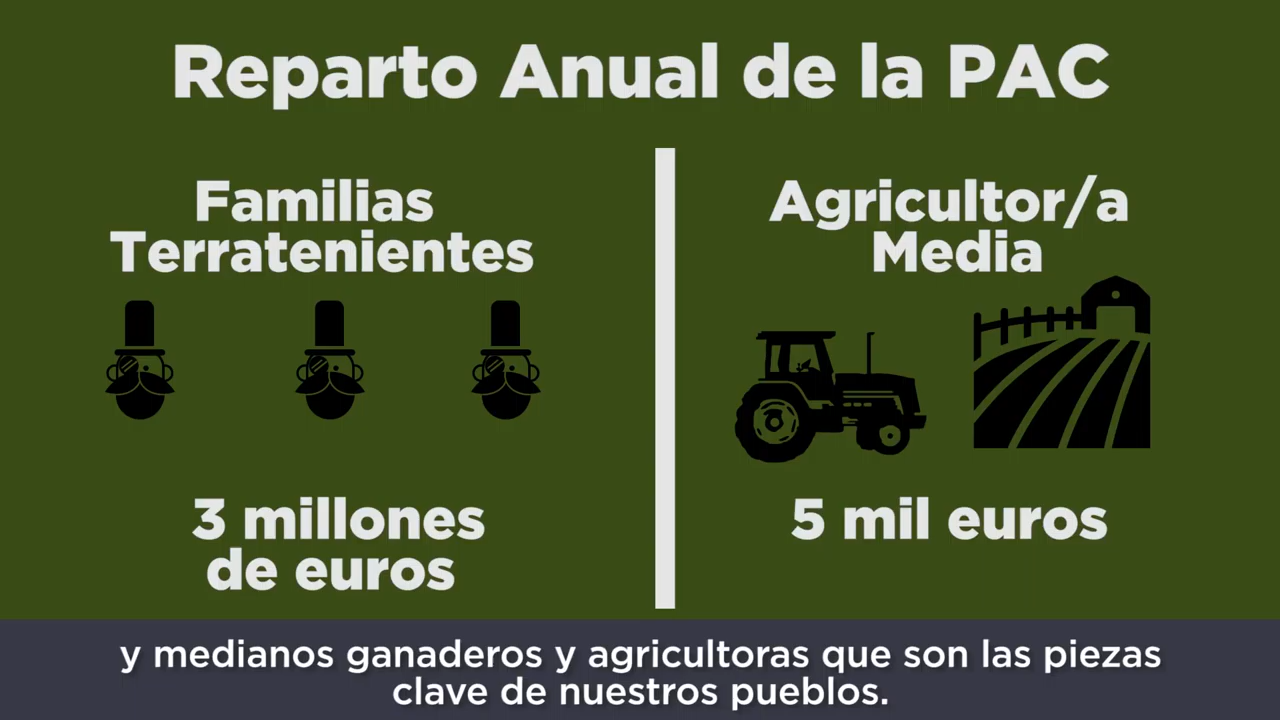 Reparto Anual de la PAC
Familias
Terratenientes
3 millones
de euros
Agricultor/a
Media
5 mil euros
y medianos ganaderos y agricultoras que son las piezas
clave de nuestros pueblos.